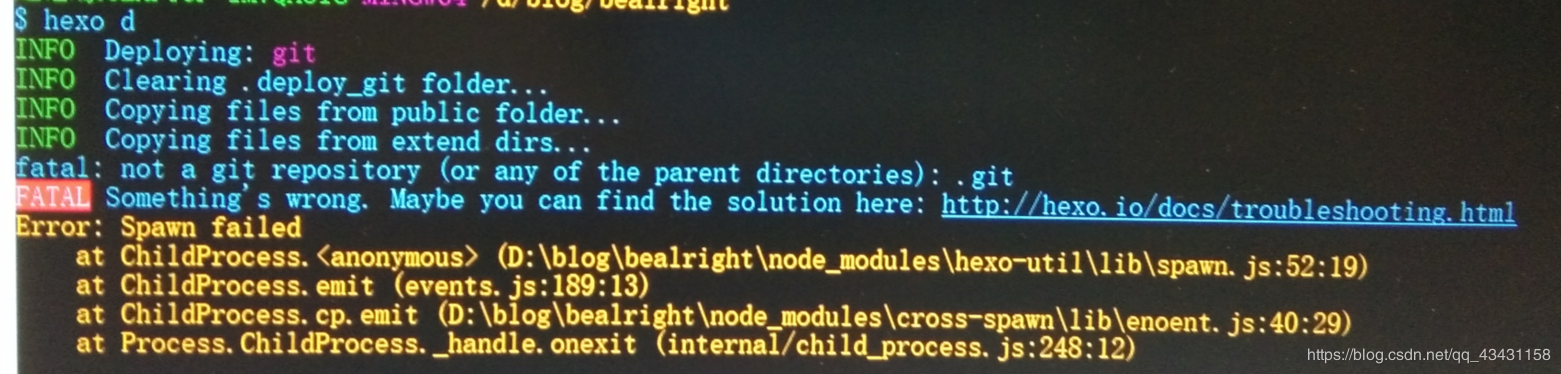 /d/blog/bealright
$ hexo d
INFO  Deploying: git
INFO  Clearing .deploy_git folder...
INFO  Copying files from public folder...
INFO  Copying files from extend dirs...
fatal: not a git repository (or any of the parent directories): .git
FATAL Something's wrong. Maybe you can find the solution here: http://hexo.io/docs/troubleshooting.html
Error: Spawn failed
    at ChildProcess.<anonymous> (D:\blog\bealright\node_modules\hexo-util\lib\spawn.js:52:19)
    at ChildProcess.emit (events.js:189:13)
    at ChildProcess.cp.emit (D:\blog\bealright\node_modules\cross-spawn\lib\enoent.js:40:29)
    at Process.ChildProcess._handle.onexit (internal/child_process.js:248:12)
https://blog.csdn.net/qq_43431158